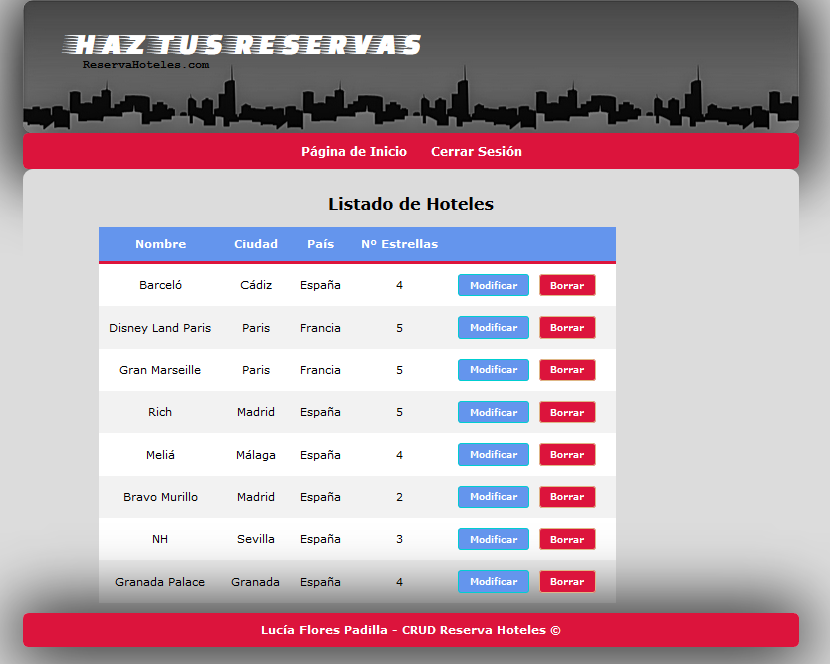 HAZ TUS RESERVAS
ReservaHoteles.com
Página de Inicio Cerrar Sesión
Listado de Hoteles
Nombre Ciudad País Nº Estrellas
Barceló Cádiz España 4 Modificar Borrar
Disney Land Paris Paris Francia 5 Modificar Borrar
Gran Marseille Paris Francia 5 Modificar Borrar
Rich Madrid España 5 Modificar Borrar
Meliá Málaga España 4 Modificar Borrar
Bravo Murillo Madrid España 2 Modificar Borrar
NH Sevilla España 3 Modificar Borrar
Granada Palace Granada España 4 Modificar Borrar
Lucía Flores Padilla - CRUD Reserva Hoteles ©